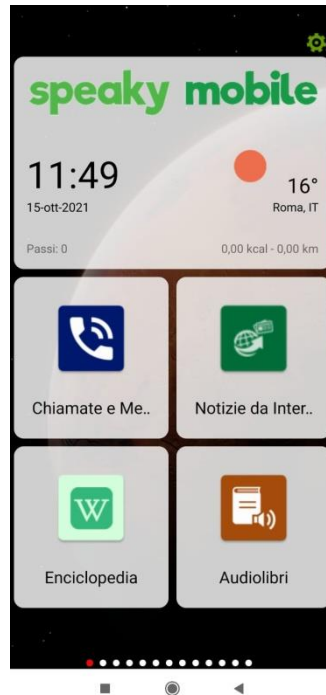 speaky mobile
11:49
16°
15-ott-2021
Roma, IT
Passi: 0
0,00 kcal - 0,00 km
Chiamate e Me..
Notizie da Inter..
W
Enciclopedia
Audiolibri